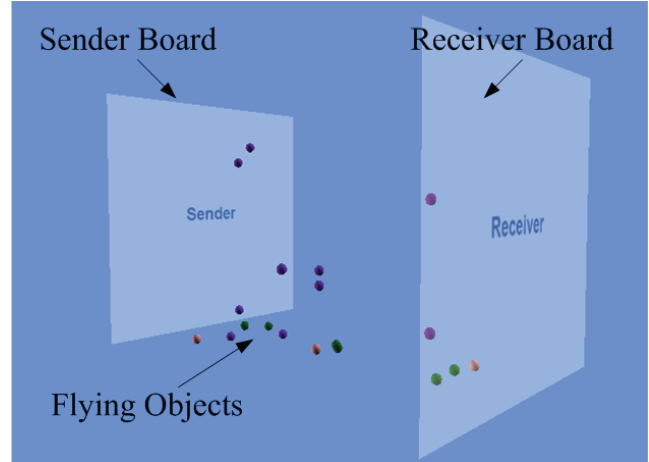 Sender Board
Receiver Board
Sender
Receiver
Flying Objects